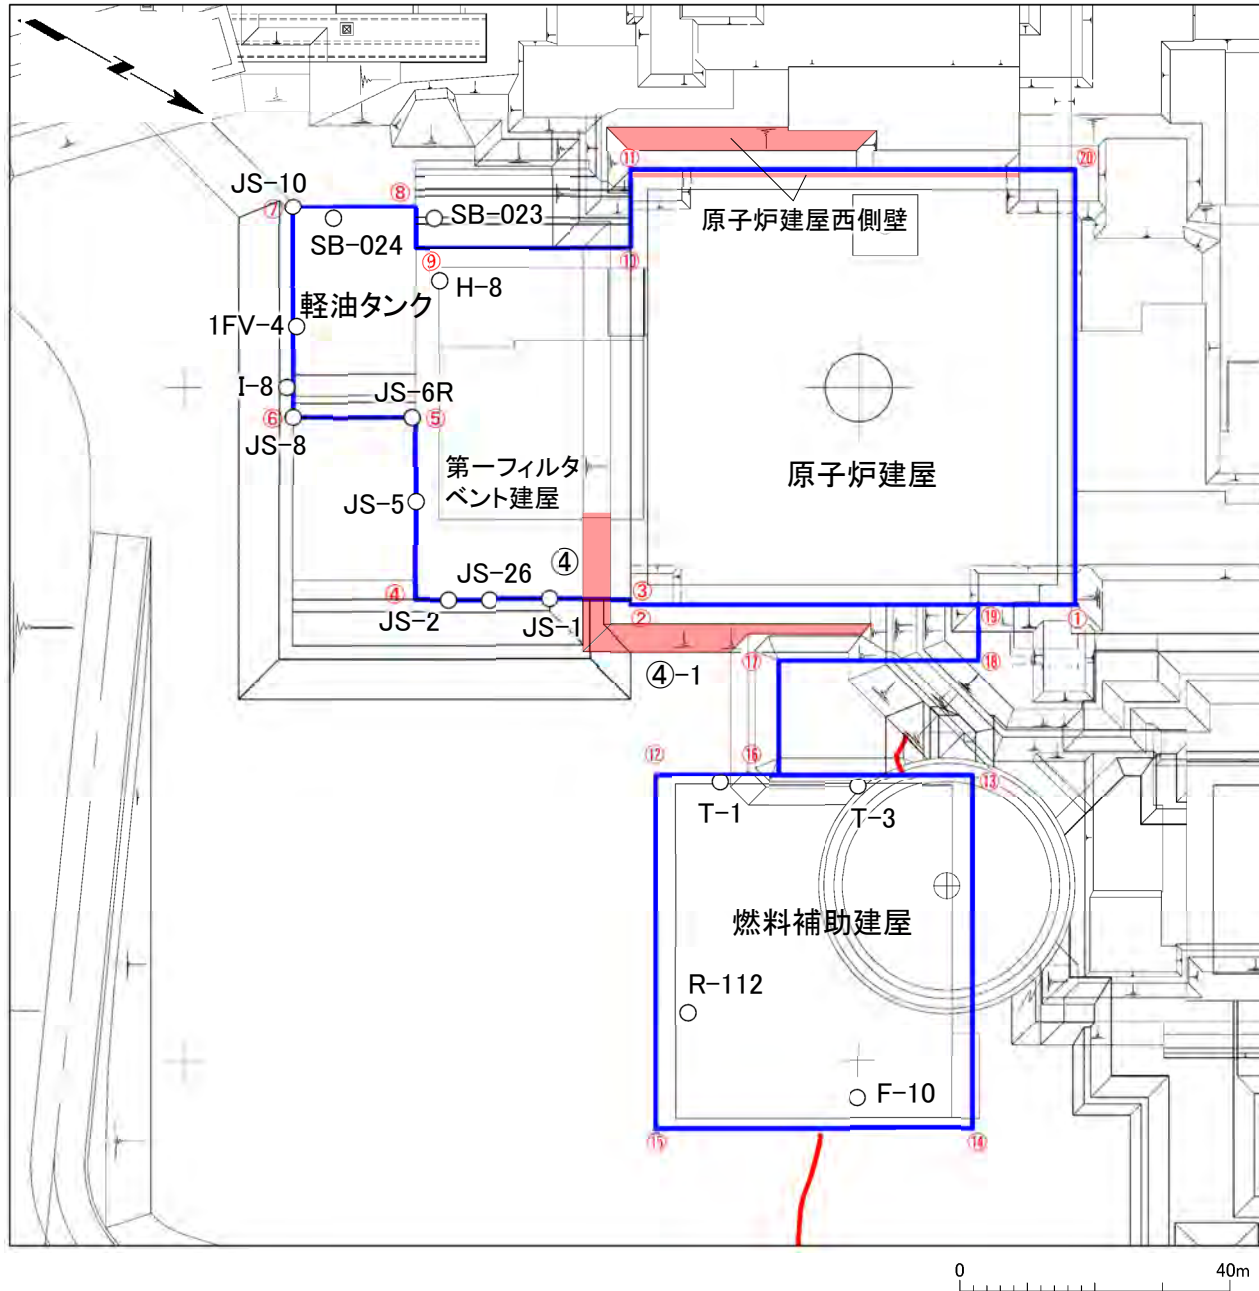 N
⑪
⑳
原子炉建屋西側壁
JS-10
⑧
⑦
SB-023
SB-024
⑨
⑩
H-8
軽油タンク
1FV-4
I-8
JS-6R
⑥
⑤
JS-8
第一フィルタ
ベント建屋
原子炉建屋
JS-5
④
JS-26
④
③
JS-2
JS-1
②
⑲
①
⑰
⑱
④-1
⑫
⑯
⑬
T-1
T-3
燃料補助建屋
R-112
F-10
⑮
⑭
0
40m